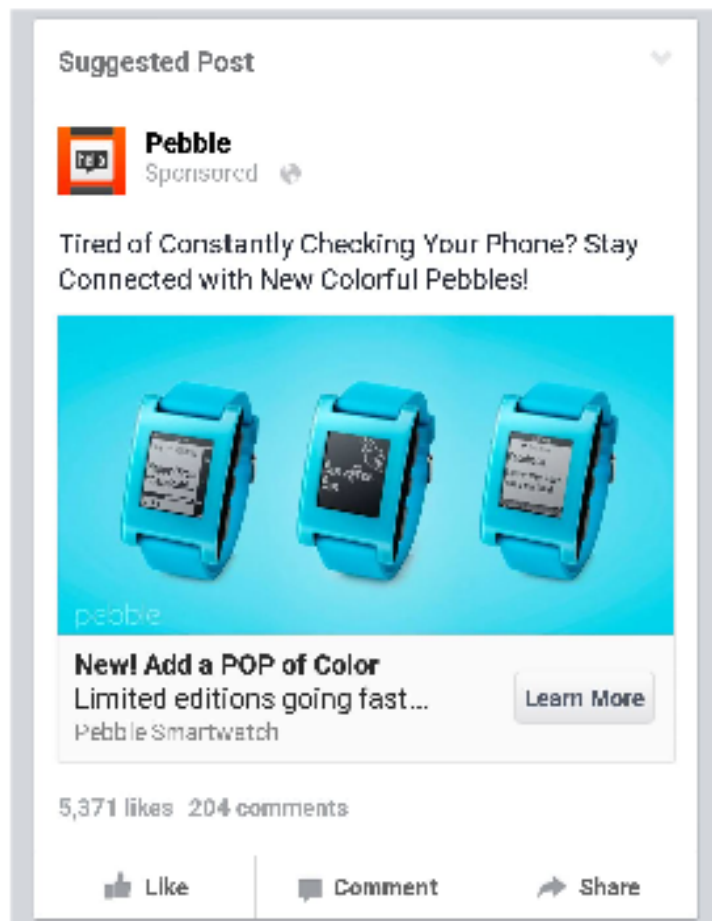 Suggested Post
Pebble
Sponsored
Tired of Constantly Checking Your Phone? Stay
Connected with New Colorful Pebbles!
pebble
New! Add a POP of Color
Limited editions going fast...
Learn More
Pebble Smartwatch
5,371 likes 204 comments
Like
Comment
Share